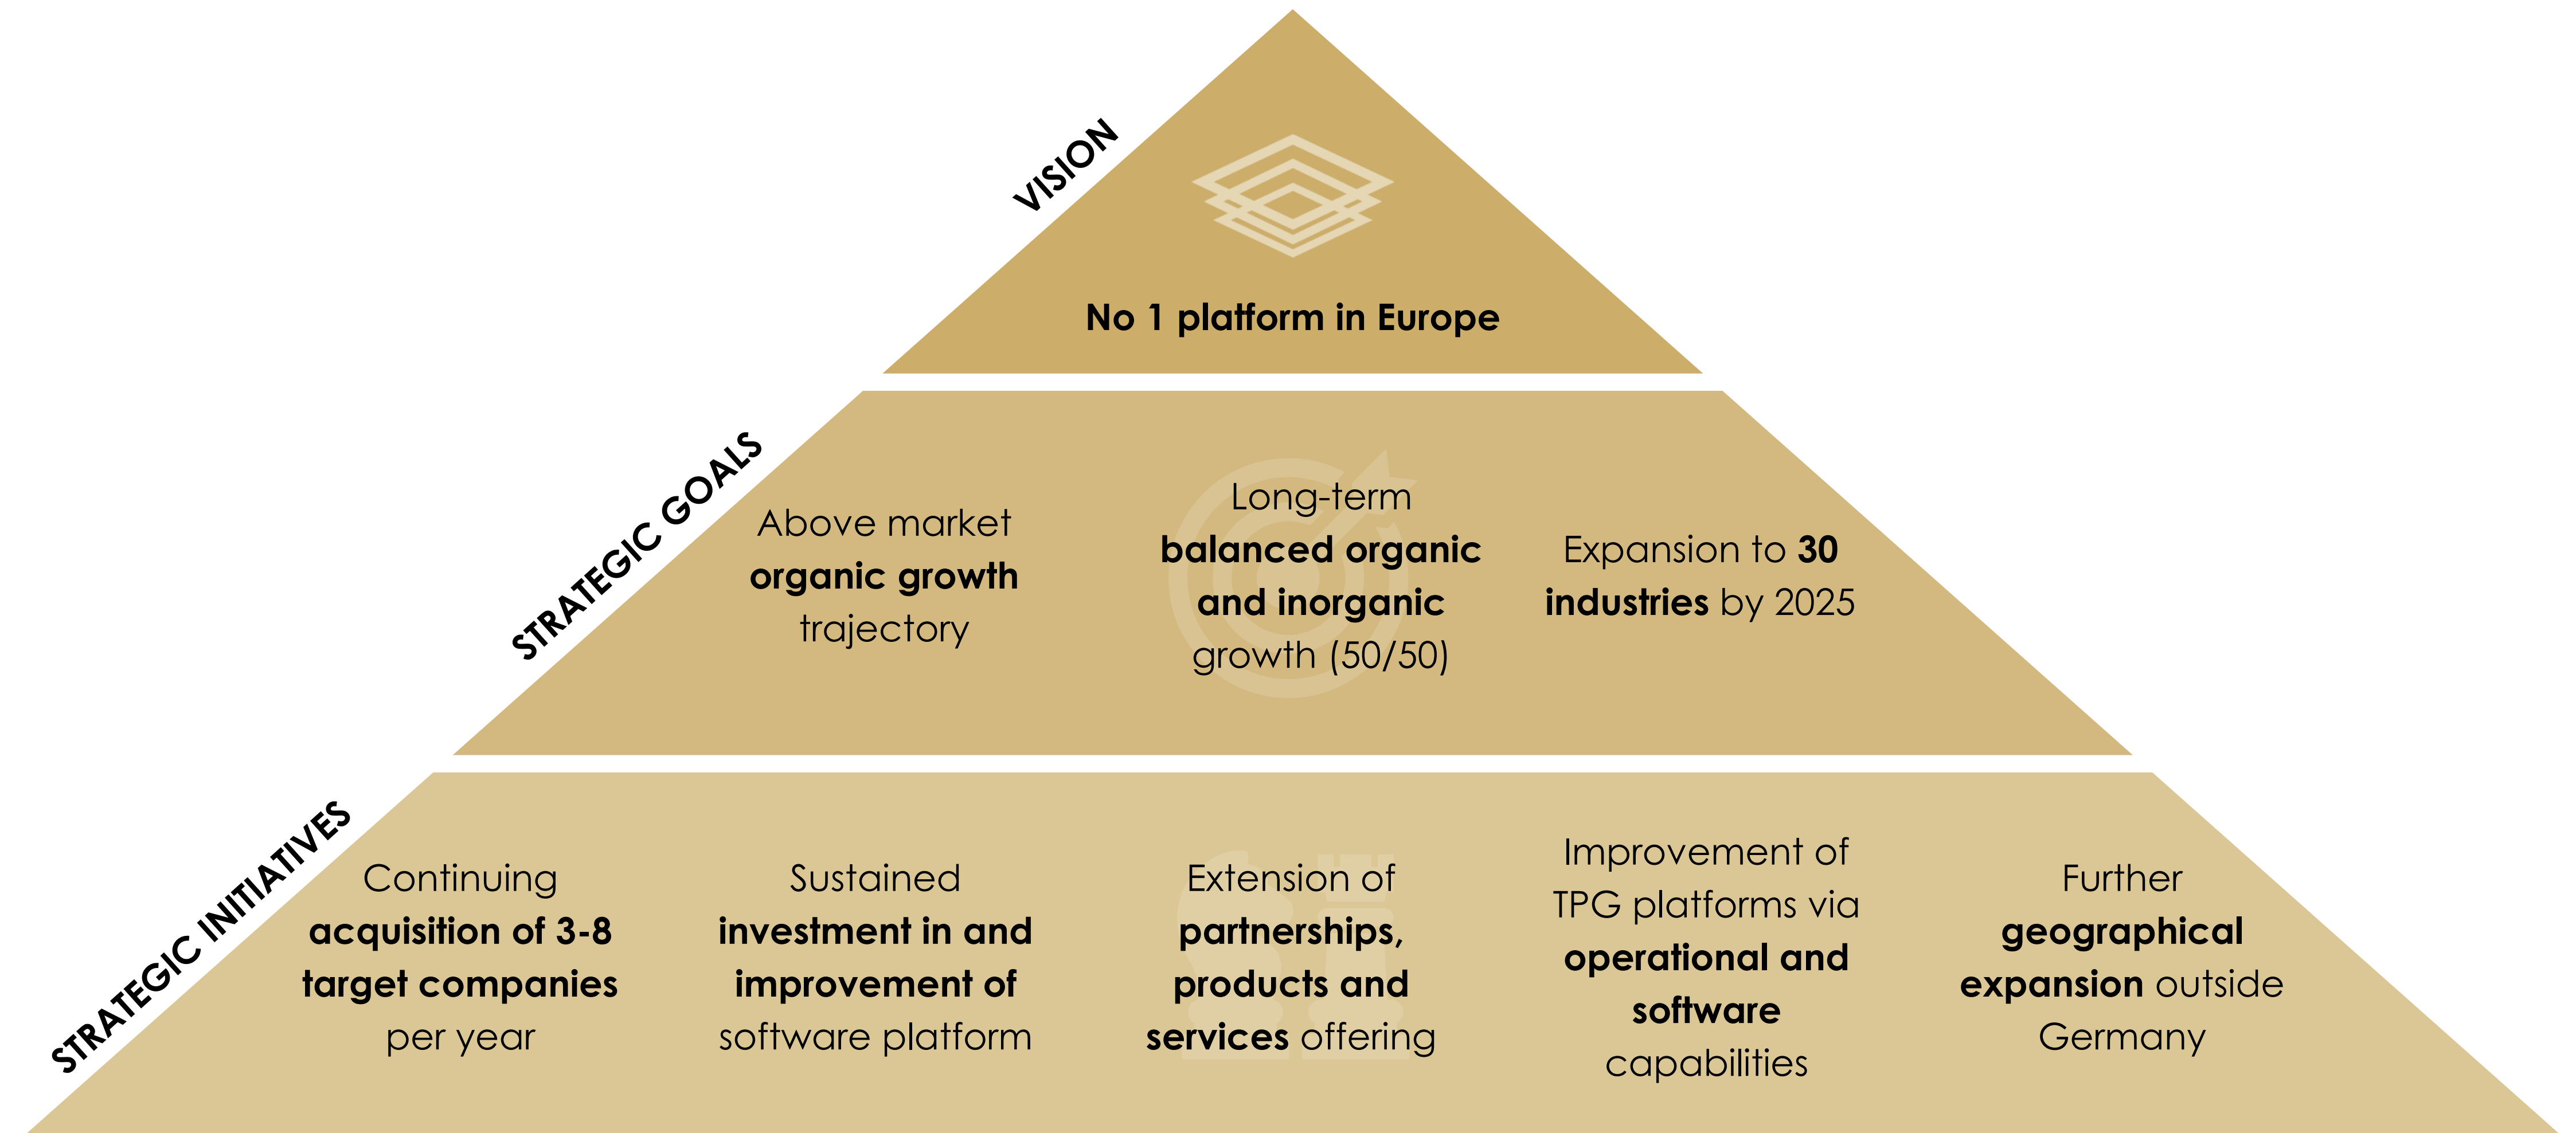 VISION
No 1 platform in Europe
STRATEGIC GOALS
Above market
organic growth
trajectory
Long-term
balanced organic
and inorganic
growth (50/50)
Expansion to 30
industries by 2025
STRATEGIC INITIATIVES
Continuing
acquisition of 3-8
target companies
per year
Sustained
investment in and
improvement of
software platform
Extension of
partnerships,
products and
services offering
Improvement of
TPG platforms via
operational and
software
capabilities
Further
geographical
expansion outside
Germany